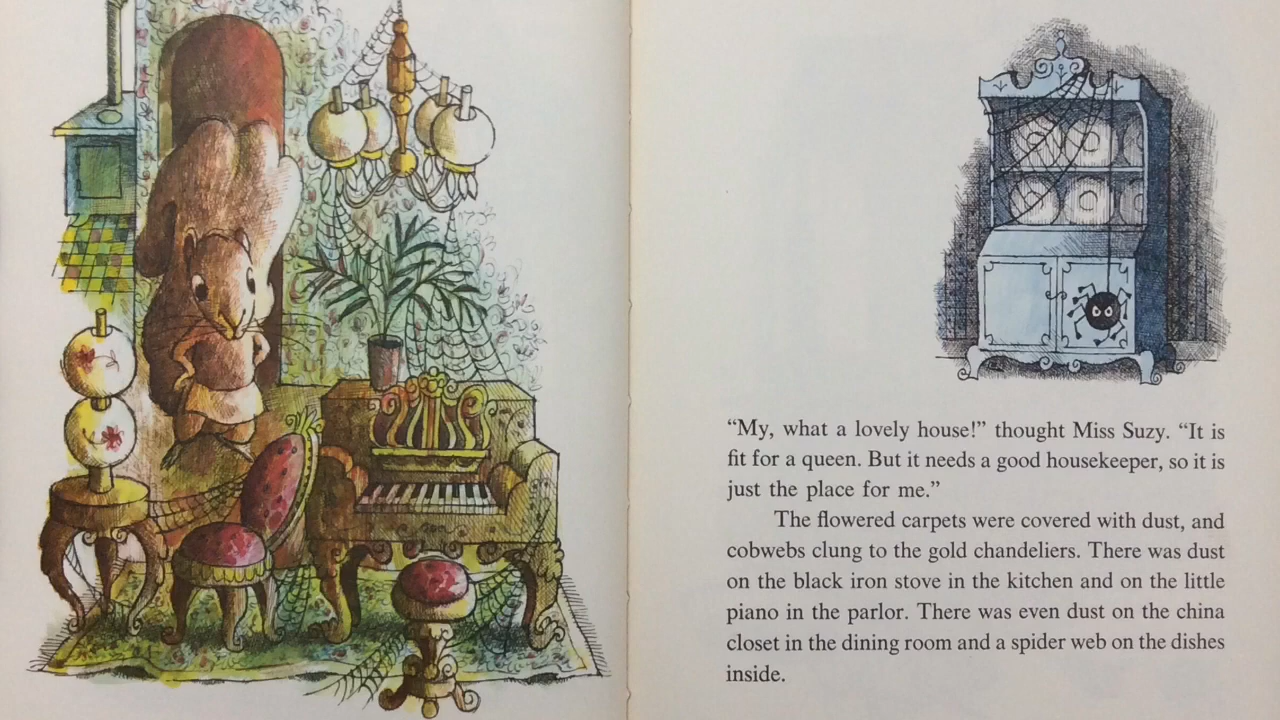 “My, what a lovely house!” thought Miss Suzy. “It is
fit for a queen. But it needs a good housekeeper, so it is
just the place for me.”
The flowered carpets were covered with dust, and
cobwebs clung to the gold chandeliers. There was dust
on the black iron stove in the kitchen and on the little
piano in the parlor. There was even dust on the china
closet in the dining room and a spider web on the dishes
inside.